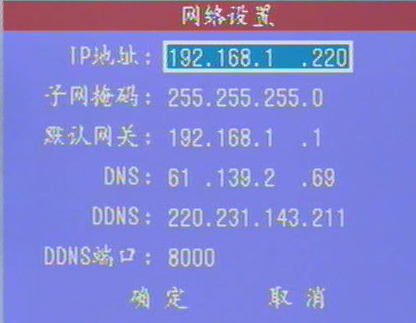 网络设置
IP地址：192.168.1 .220
子网掩码：255.255.255.0
默认网关：192.168.1 .1
DNS：61 .139.2 .69
DDNS：220.231.143.211
DDNS端口：8000
确定 取消